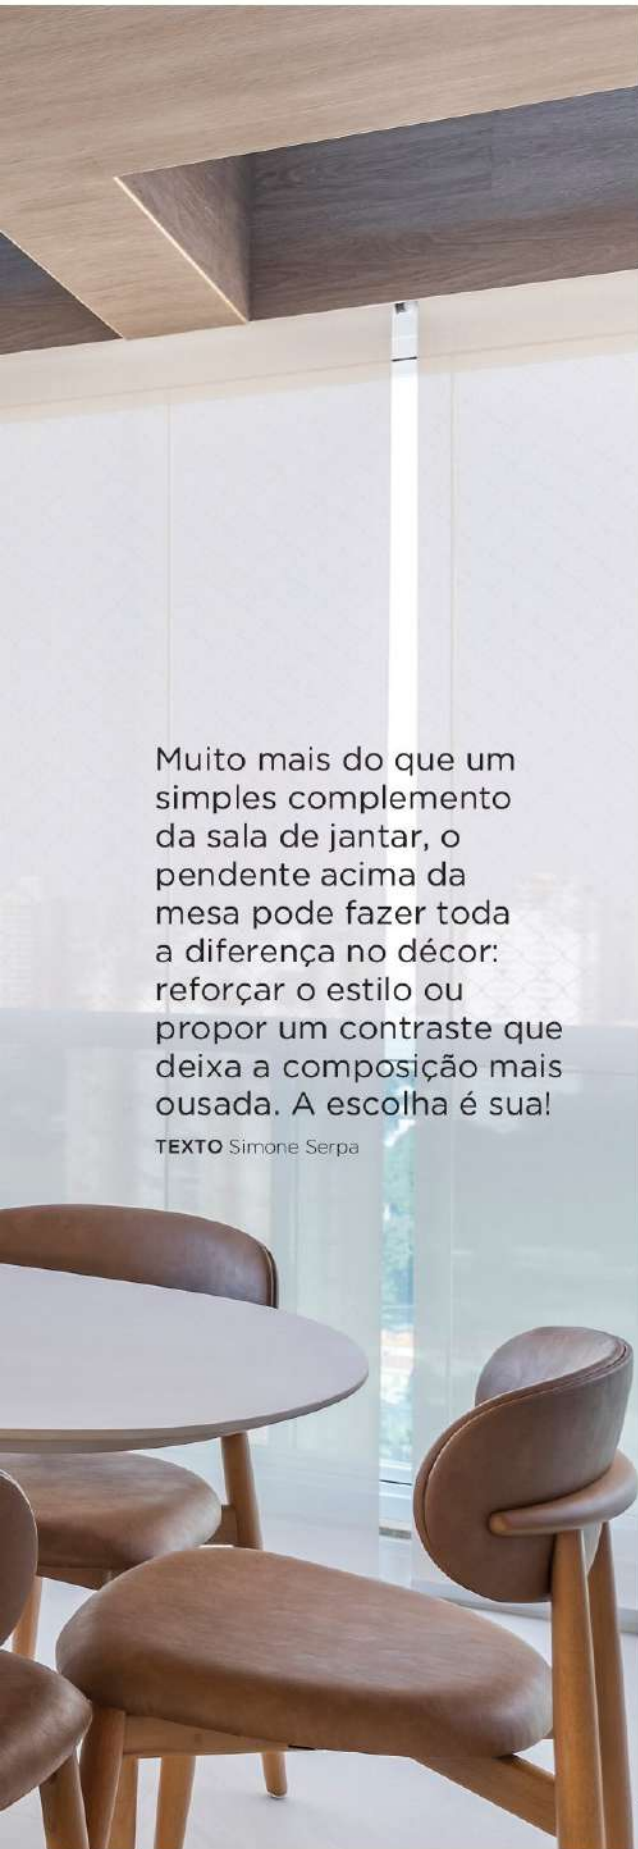 Muito mais do que um
simples complemento
da sala de jantar, o
pendente acima da
mesa pode fazer toda
a diferença no décor:
reforçar o estilo ou
propor um contraste que
deixa a composição mais
ousada. A escolha é sua!
TEXTO Simone Serpa